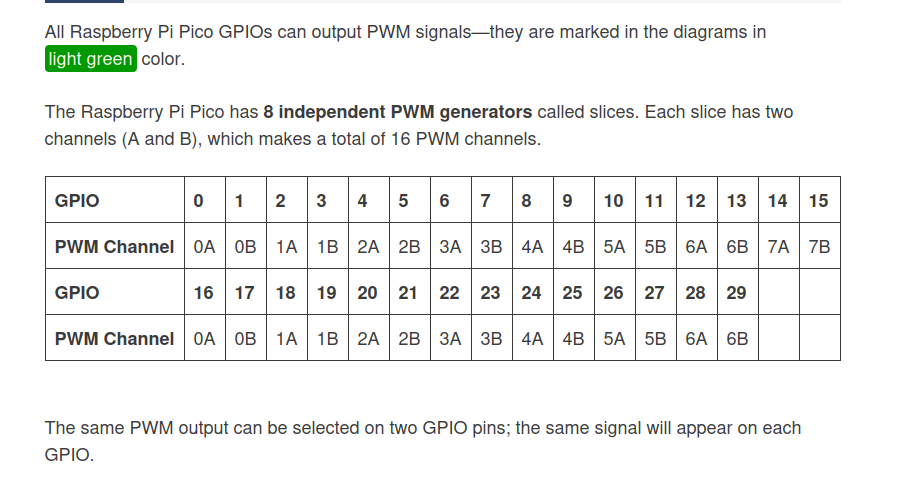 All Raspberry Pi Pico GPIOs can output PWM signals—they are marked in the diagrams in
light green color.
The Raspberry Pi Pico has 8 independent PWM generators called slices. Each slice has two
channels (A and B), which makes a total of 16 PWM channels.
GPIO 0 1 2 3 4 5 6 7 8 9 10 11 12 13 14 15
PWM Channel 0A 0B 1A 1B 2A 2B 3A 3B 4A 4B 5A 5B 6A 6B 7A 7B
GPIO 16 17 18 19 20 21 22 23 24 25 26 27 28 29
PWM Channel 0A 0B 1A 1B 2A 2B 3A 3B 4A 4B 5A 5B 6A 6B
The same PWM output can be selected on two GPIO pins; the same signal will appear on each
GPIO.